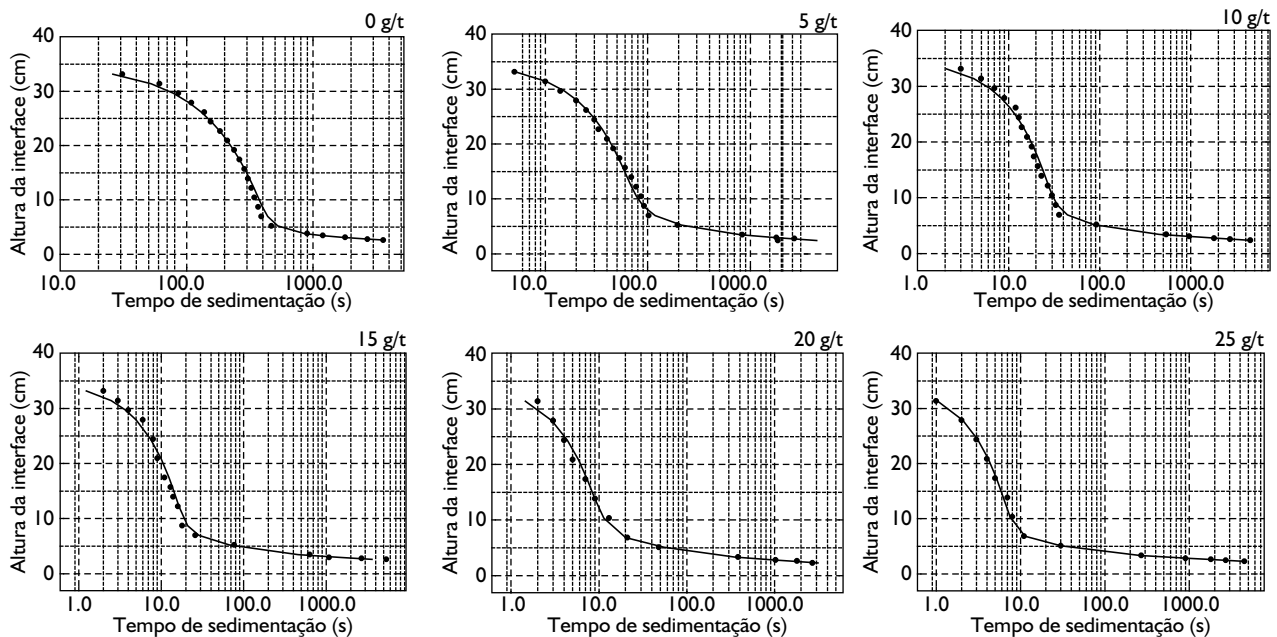 0 g/t
Altura da interface (cm)
40
30
20
10
0
10.0 100.0 1000.0
Tempo de sedimentação (s)
5 g/t
Altura da interface (cm)
40
30
20
10
0
10.0 100.0 1000.0
Tempo de sedimentação (s)
10 g/t
Altura da interface (cm)
40
30
20
10
0
10.0 100.0 1000.0
Tempo de sedimentação (s)
15 g/t
Altura da interface (cm)
40
30
20
10
0
1.0 10.0 100.0 1000.0
Tempo de sedimentação (s)
20 g/t
Altura da interface (cm)
40
30
20
10
0
1.0 10.0 100.0 1000.0
Tempo de sedimentação (s)
25 g/t
Altura da interface (cm)
40
30
20
10
0
1.0 10.0 100.0 1000.0
Tempo de sedimentação (s)